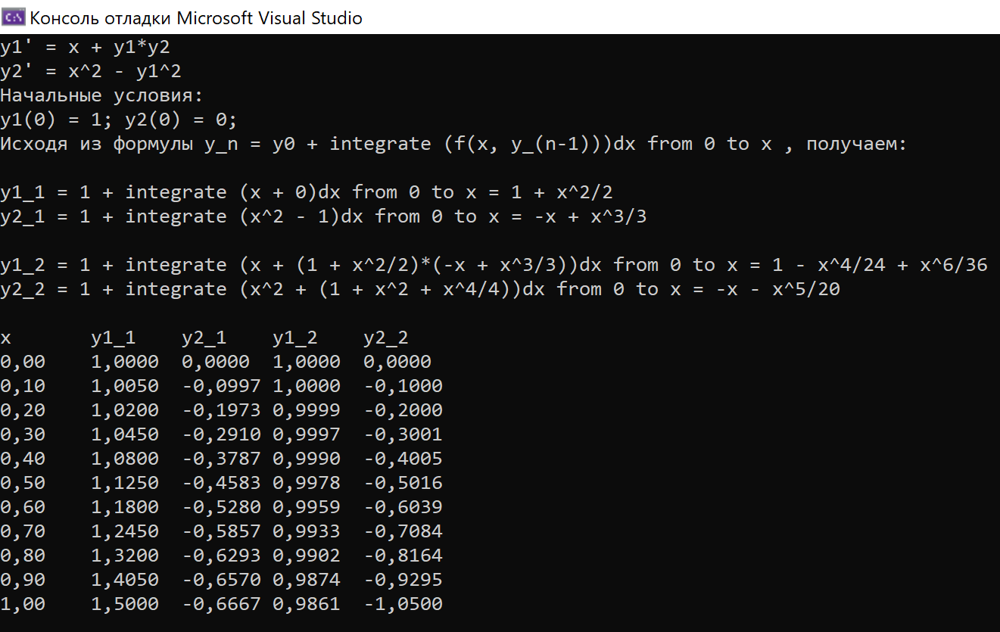 C:\ Консоль отладки Microsoft Visual Studio
y1' = x + y1*y2
y2' = x^2 - y1^2
Начальные условия:
y1(0) = 1; y2(0) = 0;
Исходя из формулы y_n = y0 + integrate (f(x, y_(n-1)))dx from 0 to x , получаем:
y1_1 = 1 + integrate (x + 0)dx from 0 to x = 1 + x^2/2
y2_1 = 1 + integrate (x^2 - 1)dx from 0 to x = -x + x^3/3
y1_2 = 1 + integrate (x + (1 + x^2/2)*(-x + x^3/3))dx from 0 to x = 1 - x^4/24 + x^6/36
y2_2 = 1 + integrate (x^2 + (1 + x^2 + x^4/4))dx from 0 to x = -x - x^5/20
x y1_1 y2_1 y1_2 y2_2
0,00 1,0000 0,0000 1,0000 0,0000
0,10 1,0050 -0,0997 1,0000 -0,1000
0,20 1,0200 -0,1973 0,9999 -0,2000
0,30 1,0450 -0,2910 0,9997 -0,3001
0,40 1,0800 -0,3787 0,9990 -0,4005
0,50 1,1250 -0,4583 0,9978 -0,5016
0,60 1,1800 -0,5280 0,9959 -0,6039
0,70 1,2450 -0,5857 0,9933 -0,7084
0,80 1,3200 -0,6293 0,9902 -0,8164
0,90 1,4050 -0,6570 0,9874 -0,9295
1,00 1,5000 -0,6667 0,9861 -1,0500